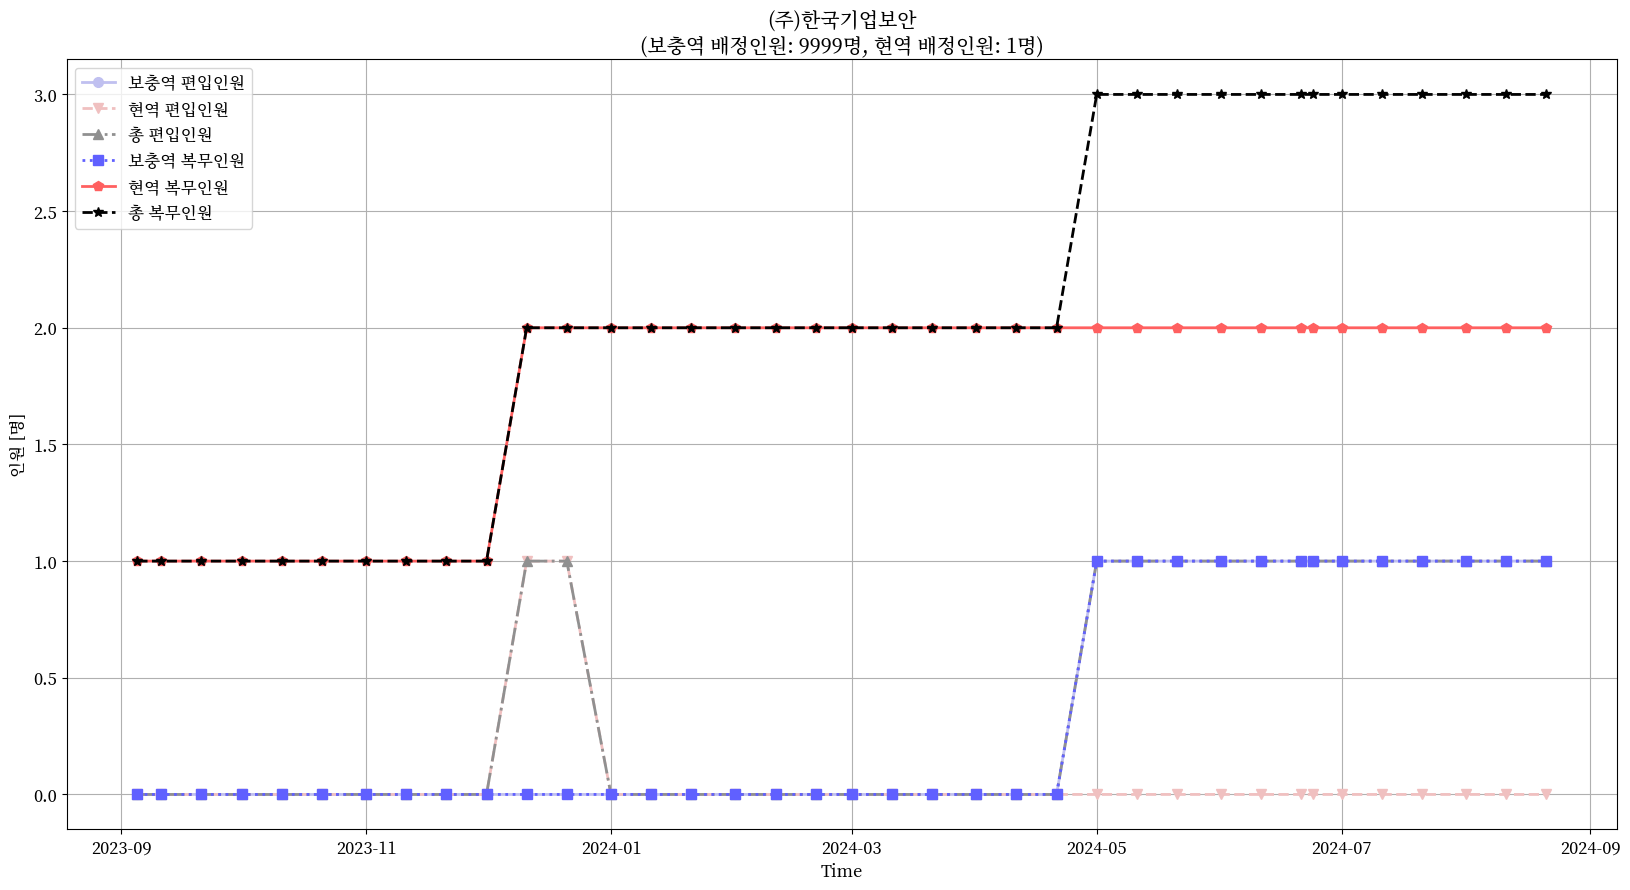 (주)한국기업보안
(보충역 배정인원: 9999명, 현역 배정인원: 1명)
보충역 편입인원
현역 편입인원
총 편입인원
보충역 복무인원
현역 복무인원
총 복무인원
3.0
2.5
2.0
1.5
1.0
0.5
0.0
인원 [명]
2023-09 2023-11 2024-01 2024-03 2024-05 2024-07 2024-09
Time